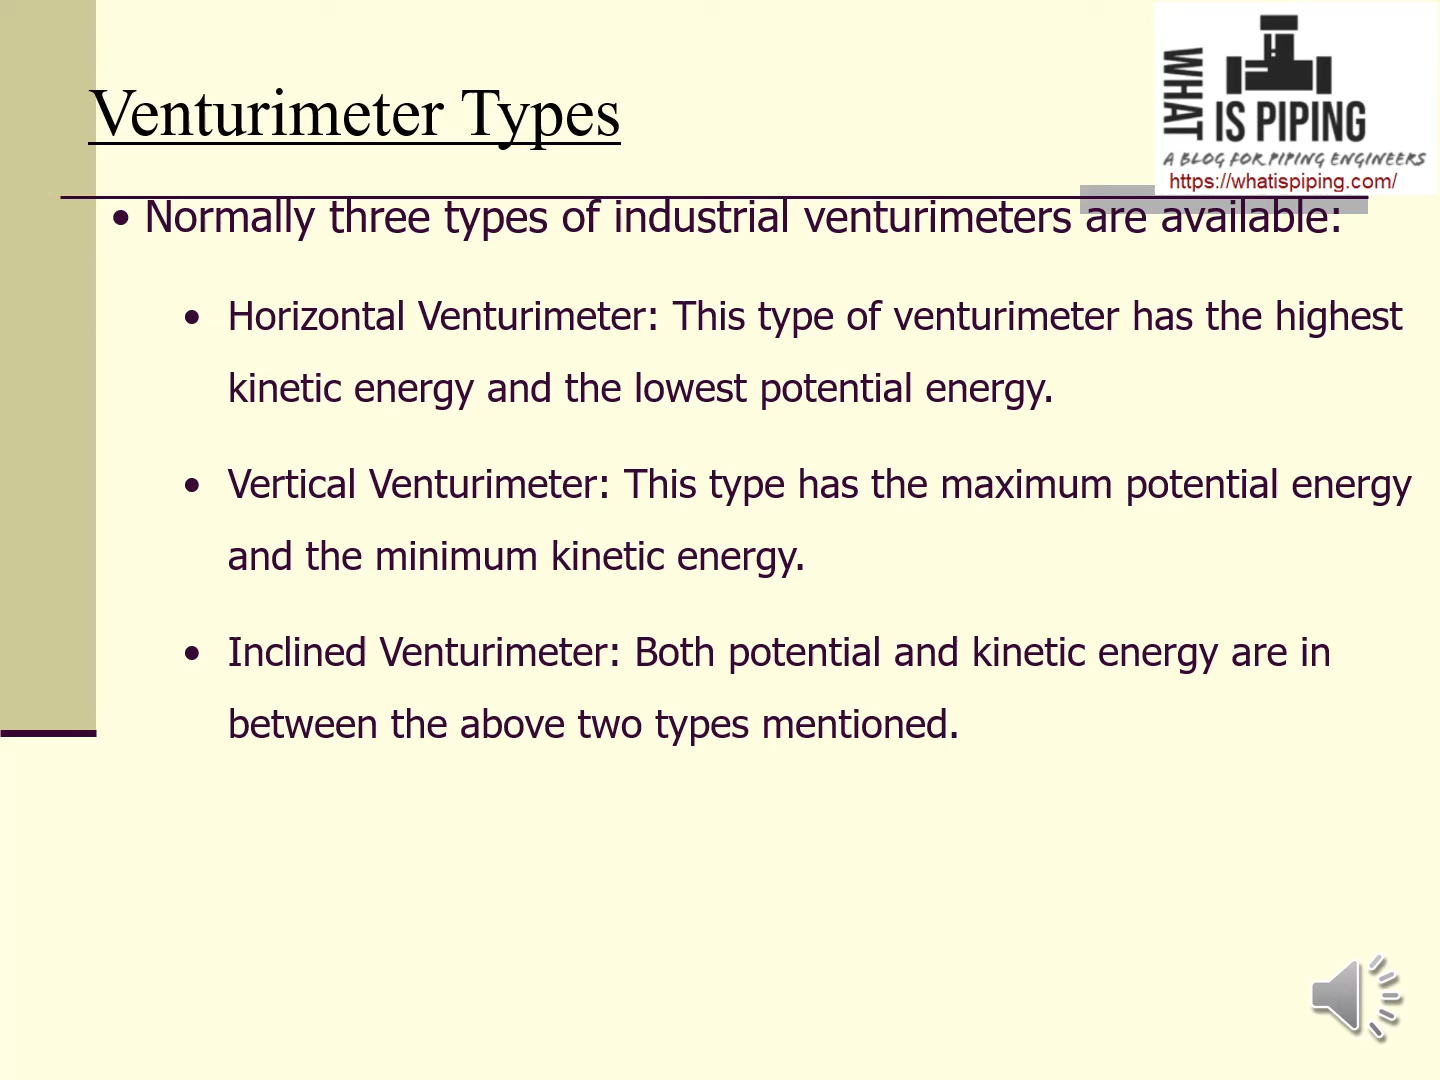 Venturimeter Types
WHAT
IS PIPING
A BLOG FOR PIPING ENGINEERS
https://whatispiping.com/
• Normally three types of industrial venturimeters are available:
• Horizontal Venturimeter: This type of venturimeter has the highest
kinetic energy and the lowest potential energy.
• Vertical Venturimeter: This type has the maximum potential energy
and the minimum kinetic energy.
• Inclined Venturimeter: Both potential and kinetic energy are in
between the above two types mentioned.